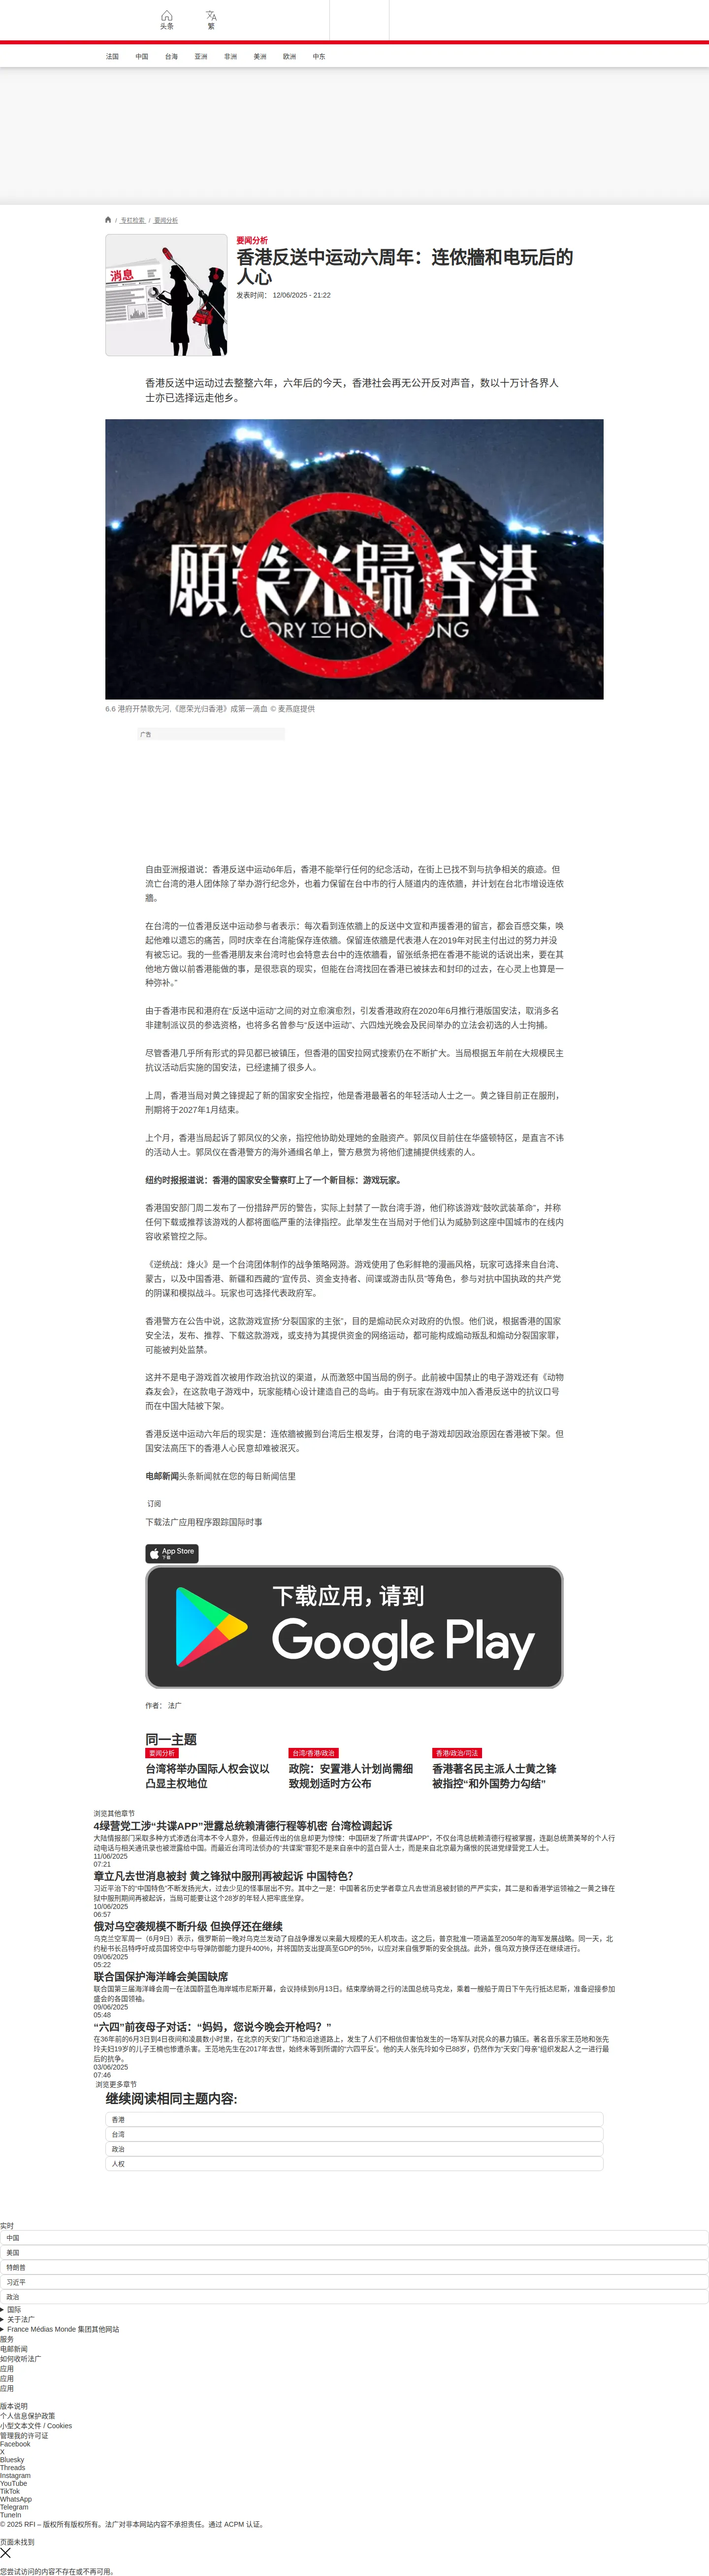 头条
繁
法国
中国
台海
亚洲
非洲
美洲
欧洲
中东
/ 专栏检索 / 要闻分析
消息
要闻分析
香港反送中运动六周年：连侬牆和电玩后的
人心
发表时间： 12/06/2025 - 21:22
香港反送中运动过去整整六年，六年后的今天，香港社会再无公开反对声音，数以十万计各界人
士亦已选择远走他乡。
願榮光歸香港
GLORY TO HONG KONG
6.6 港府开禁歌先河,《愿荣光归香港》成第一滴血 © 麦燕庭提供
广告
自由亚洲报道说：香港反送中运动6年后，香港不能举行任何的纪念活动，在街上已找不到与抗争相关的痕迹。但
流亡台湾的港人团体除了举办游行纪念外，也着力保留在台中市的行人隧道内的连侬牆，并计划在台北市增设连侬
牆。
在台湾的一位香港反送中运动参与者表示：每次看到连侬牆上的反送中文宣和声援香港的留言，都会百感交集，唤
起他难以遗忘的痛苦，同时庆幸在台湾能保存连侬牆。保留连侬牆是代表港人在2019年对民主付出过的努力并没
有被忘记。我的一些香港朋友来台湾时也会特意去台中的连侬牆看，留张纸条把在香港不能说的话说出来，要在其
他地方做以前香港能做的事，是很悲哀的现实，但能在台湾找回在香港已被抹去和封印的过去，在心灵上也算是一
种弥补。”
由于香港市民和港府在“反送中运动”之间的对立愈演愈烈，引发香港政府在2020年6月推行港版国安法，取消多名
非建制派议员的参选资格，也将多名曾参与“反送中运动”、六四烛光晚会及民间举办的立法会初选的人士拘捕。
尽管香港几乎所有形式的异见都已被镇压，但香港的国安拉网式搜索仍在不断扩大。当局根据五年前在大规模民主
抗议活动后实施的国安法，已经逮捕了很多人。
上周，香港当局对黄之锋提起了新的国家安全指控，他是香港最著名的年轻活动人士之一。黄之锋目前正在服刑，
刑期将于2027年1月结束。
上个月，香港当局起诉了郭凤仪的父亲，指控他协助处理她的金融资产。郭凤仪目前住在华盛顿特区，是直言不讳
的活动人士。郭凤仪在香港警方的海外通缉名单上，警方悬赏为将他们逮捕提供线索的人。
纽约时报报道说：香港的国家安全警察盯上了一个新目标：游戏玩家。
香港国安部门周二发布了一份措辞严厉的警告，实际上封禁了一款台湾手游，他们称该游戏“鼓吹武装革命”，并称
任何下载或推荐该游戏的人都将面临严重的法律指控。此举发生在当局对于他们认为威胁到这座中国城市的在线内
容收紧管控之际。
《逆统战：烽火》是一个台湾团体制作的战争策略网游。游戏使用了色彩鲜艳的漫画风格，玩家可选择来自台湾、
蒙古，以及中国香港、新疆和西藏的“宣传员、资金支持者、间谍或游击队员”等角色，参与对抗中国执政的共产党
的阴谋和模拟战斗。玩家也可选择代表政府军。
香港警方在公告中说，这款游戏宣扬“分裂国家的主张”，目的是煽动民众对政府的仇恨。他们说，根据香港的国家
安全法，发布、推荐、下载这款游戏，或支持为其提供资金的网络运动，都可能构成煽动叛乱和煽动分裂国家罪，
可能被判处监禁。
这并不是电子游戏首次被用作政治抗议的渠道，从而激怒中国当局的例子。此前被中国禁止的电子游戏还有《动物
森友会》，在这款电子游戏中，玩家能精心设计建造自己的岛屿。由于有玩家在游戏中加入香港反送中的抗议口号
而在中国大陆被下架。
香港反送中运动六年后的现实是：连侬牆被搬到台湾后生根发芽，台湾的电子游戏却因政治原因在香港被下架。但
国安法高压下的香港人心民意却难被泯灭。
电邮新闻头条新闻就在您的每日新闻信里
订阅
下载法广应用程序跟踪国际时事
App Store
下载
下载应用，请到
Google Play
作者： 法广
同一主题
要闻分析
台湾将举办国际人权会议以
凸显主权地位
台湾/香港/政治
政院：安置港人计划尚需细
致规划适时方公布
香港/政治/司法
香港著名民主派人士黄之锋
被指控“和外国势力勾结”
浏览其他章节
4绿营党工涉“共谍APP”泄露总统赖清德行程等机密 台湾检调起诉
大陆情报部门采取多种方式渗透台湾本不令人意外，但最近传出的信息却更为惊悚：中国研发了所谓“共谍APP”，不仅台湾总统赖清德行程被掌握，连副总统萧美琴的个人行
动电话与相关通讯录也被泄露给中国。而最近台湾司法侦办的“共谍案”罪犯不是来自亲中的蓝白营人士，而是来自北京最为痛恨的民进党绿营党工人士。
11/06/2025
07:21
章立凡去世消息被封 黄之锋狱中服刑再被起诉 中国特色?
习近平治下的“中国特色”不断发扬光大，过去少见的怪事层出不穷。其中之一是：中国著名历史学者章立凡去世消息被封锁的严严实实，其二是和香港学运领袖之一黄之锋在
狱中服刑期间再被起诉，当局可能要让这个28岁的年轻人把牢底坐穿。
10/06/2025
06:57
俄对乌空袭规模不断升级 但换俘还在继续
乌克兰空军周一（6月9日）表示，俄罗斯前一晚对乌克兰发动了自战争爆发以来最大规模的无人机攻击。这之后，普京批准一项涵盖至2050年的海军发展战略。同一天，北
约秘书长吕特呼吁成员国将空中与导弹防御能力提升400%，并将国防支出提高至GDP的5%，以应对来自俄罗斯的安全挑战。此外，俄乌双方换俘还在继续进行。
09/06/2025
05:22
联合国保护海洋峰会美国缺席
联合国第三届海洋峰会周一在法国蔚蓝色海岸城市尼斯开幕，会议持续到6月13日。结束摩纳哥之行的法国总统马克龙，乘着一艘船于周日下午先行抵达尼斯，准备迎接参加
盛会的各国领袖。
09/06/2025
05:48
“六四”前夜母子对话：“妈妈，您说今晚会开枪吗？”
在36年前的6月3日到4日夜间和凌晨数小时里，在北京的天安门广场和沿途道路上，发生了人们不相信但害怕发生的一场军队对民众的暴力镇压。著名音乐家王范地和张先
玲夫妇19岁的儿子王楠也惨遭杀害。王范地先生在2017年去世，始终未等到所谓的“六四平反”。他的夫人张先玲如今已88岁，仍然作为“天安门母亲”组织发起人之一进行最
后的抗争。
03/06/2025
07:46
浏览更多章节
继续阅读相同主题内容:
香港
台湾
政治
人权
实时
中国
美国
特朗普
习近平
政治
国际
关于法广
France Médias Monde 集团其他网站
服务
电邮新闻
如何收听法广
应用
应用
应用
版本说明
个人信息保护政策
小型文本文件 / Cookies
管理我的许可证
Facebook
X
Bluesky
Threads
Instagram
YouTube
TikTok
WhatsApp
Telegram
TuneIn
© 2025 RFI – 版权所有版权所有。法广对非本网站内容不承担责任。通过 ACPM 认证。
页面未找到
您尝试访问的内容不存在或不再可用。